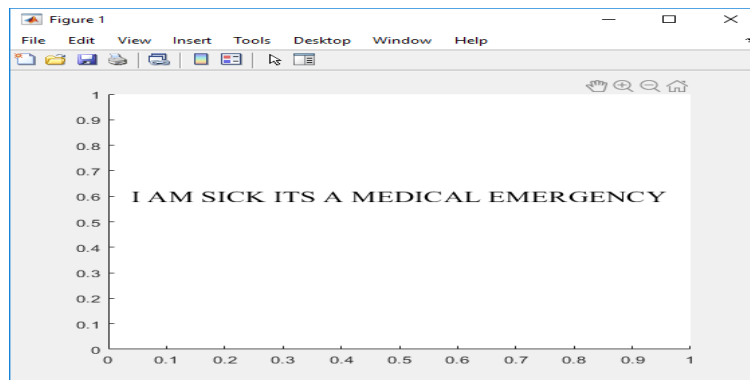 Figure 1
File Edit View Insert Tools Desktop Window Help
1
0.9
0.8
0.7
0.6
I AM SICK ITS A MEDICAL EMERGENCY
0.5
0.4
0.3
0.2
0.1
0
0 0.1 0.2 0.3 0.4 0.5 0.6 0.7 0.8 0.9 1